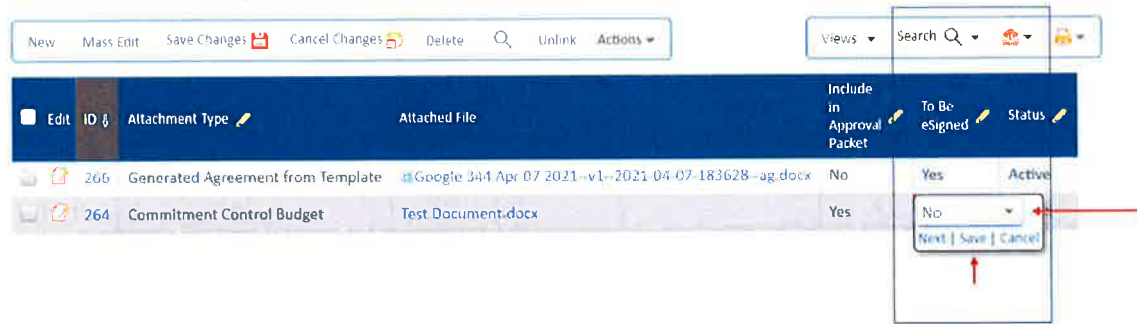 New Mass Edit Save Changes Cancel Changes Delete Unlink Actions Views Search
Edit ID Attachment Type Attached File Include in Approval Packet To Be eSigned Status
266 Generated Agreement from Template Google 344 Apr 07 2021--v1--2021-04-07-183628--ag.docx No Yes Active
264 Commitment Control Budget Test Document.docx Yes No
Next | Save | Cancel